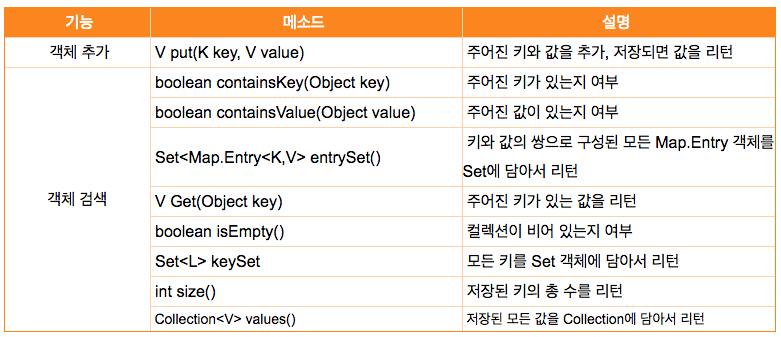 기능 메소드 설명
객체 추가 V put(K key, V value) 주어진 키와 값을 추가, 저장되면 값을 리턴
boolean containsKey(Object key) 주어진 키가 있는지 여부
boolean containsValue(Object value) 주어진 값이 있는지 여부
Set<Map.Entry<K,V> entrySet() 키와 값의 쌍으로 구성된 모든 Map.Entry 객체를
Set에 담아서 리턴
객체 검색 V Get(Object key) 주어진 키가 있는 값을 리턴
boolean isEmpty() 컬렉션이 비어 있는지 여부
Set<L> keySet 모든 키를 Set 객체에 담아서 리턴
int size() 저장된 키의 총 수를 리턴
Collection<V> values() 저장된 모든 값을 Collection에 담아서 리턴